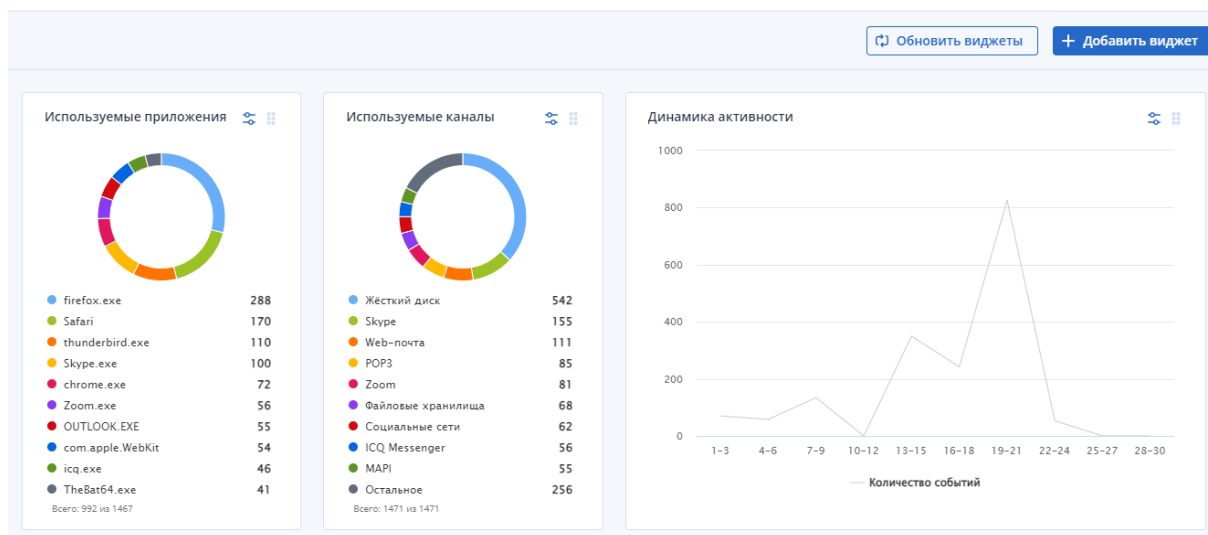 Обновить виджеты
+ Добавить виджет
Используемые приложения
firefox.exe 288
Safari 170
thunderbird.exe 110
Skype.exe 100
chrome.exe 72
Zoom.exe 56
OUTLOOK.EXE 55
com.apple.WebKit 54
icq.exe 46
TheBat64.exe 41
Всего: 992 из 1467
Используемые каналы
Жёсткий диск 542
Skype 155
Web-почта 111
POP3 85
Zoom 81
Файловые хранилища 68
Социальные сети 62
ICQ Messenger 56
MAPI 55
Остальное 256
Всего: 1471 из 1471
Динамика активности
1000
800
600
400
200
0
1-3 4-6 7-9 10-12 13-15 16-18 19-21 22-24 25-27 28-30
Количество событий